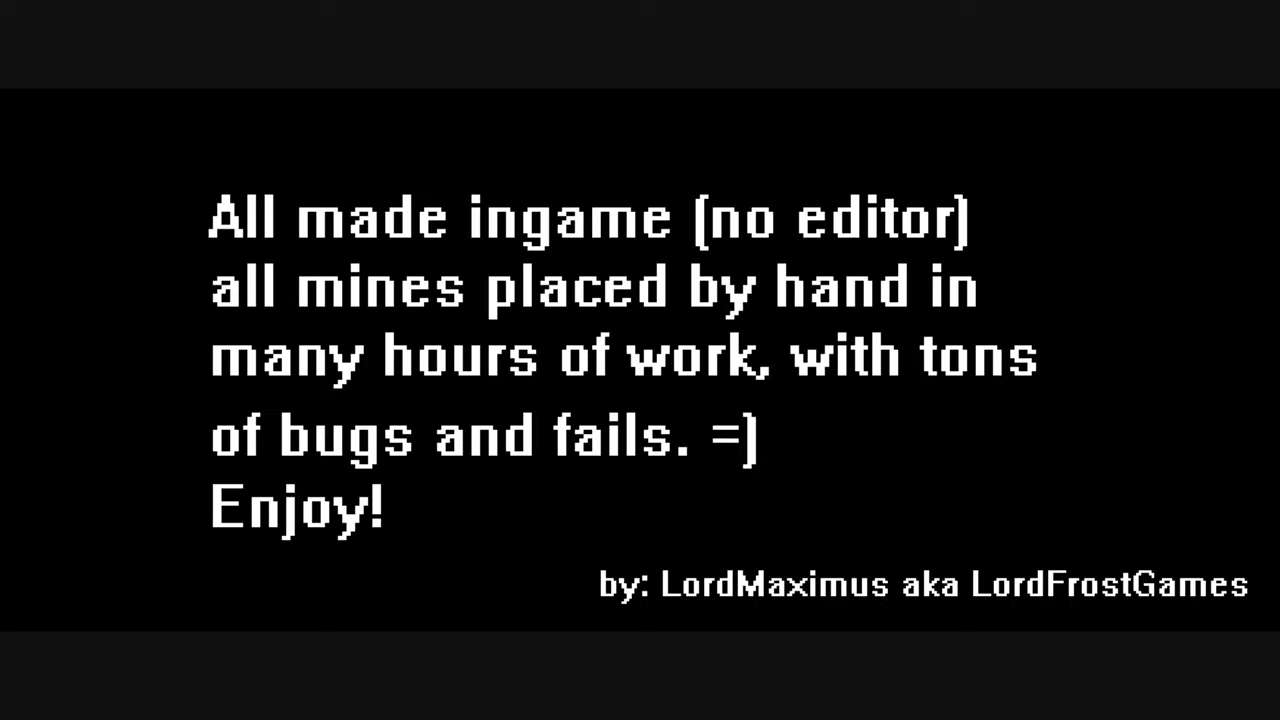 All made ingame (no editor)
all mines placed by hand in
many hours of work, with tons
of bugs and fails. =)
Enjoy!
by: LordMaximus aka LordFrostGames